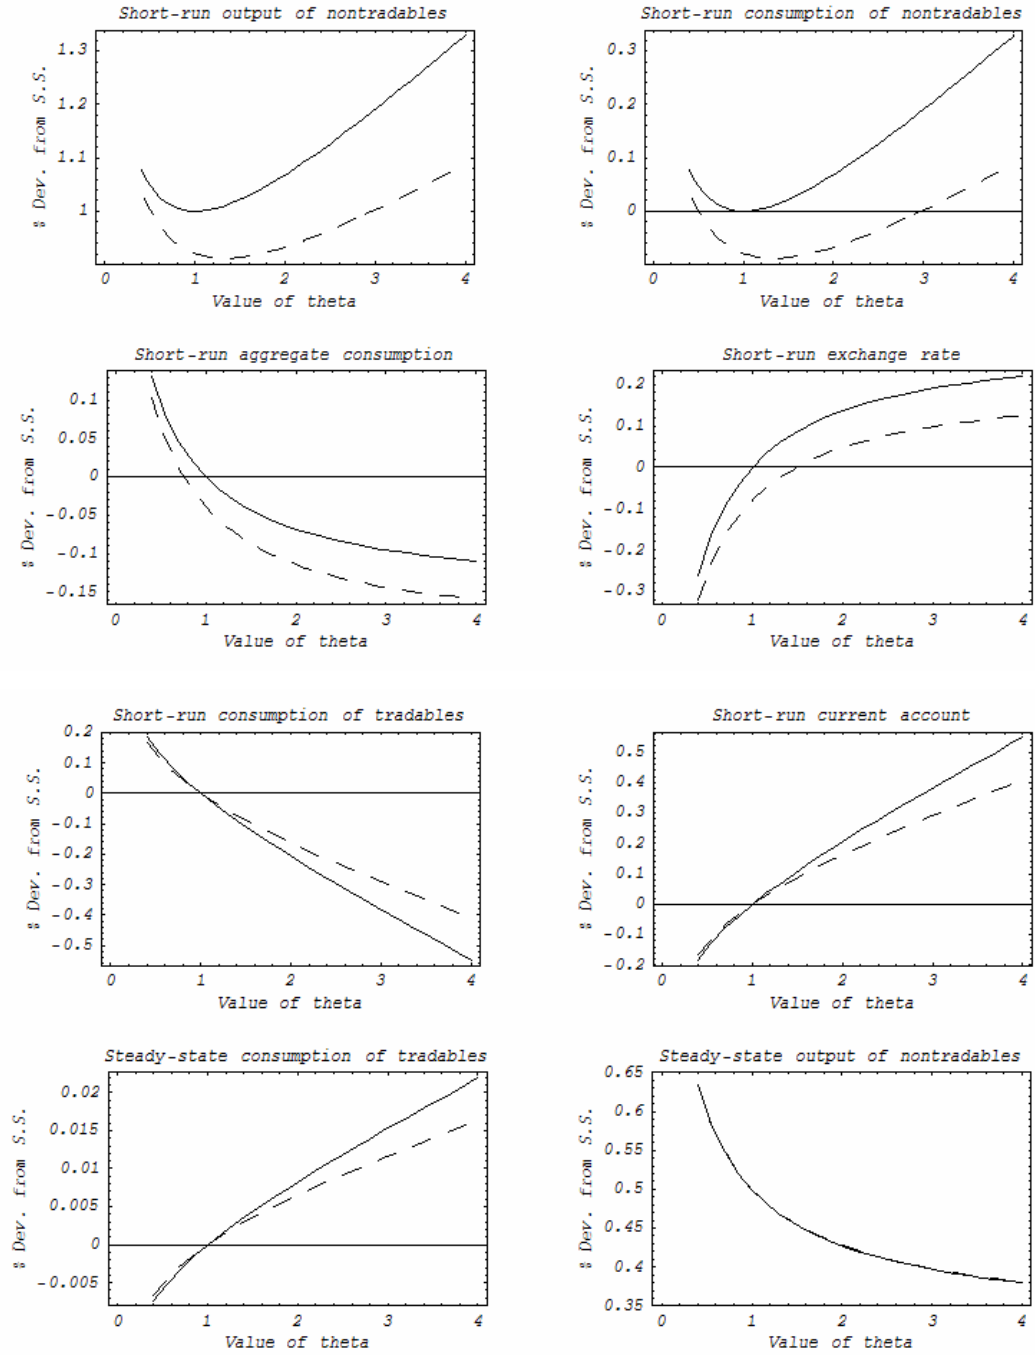 Short-run output of nontradables
% Dev. from S.S.
1.3
1.2
1.1
1
0 1 2 3 4
Value of theta
Short-run consumption of nontradables
% Dev. from S.S.
0.3
0.2
0.1
0
0 1 2 3 4
Value of theta
Short-run aggregate consumption
% Dev. from S.S.
0.1
0.05
0
-0.05
-0.1
-0.15
0 1 2 3 4
Value of theta
Short-run exchange rate
% Dev. from S.S.
0.2
0.1
0
-0.1
-0.2
-0.3
0 1 2 3 4
Value of theta
Short-run consumption of tradables
% Dev. from S.S.
0.2
0.1
0
-0.1
-0.2
-0.3
-0.4
-0.5
0 1 2 3 4
Value of theta
Short-run current account
% Dev. from S.S.
0.5
0.4
0.3
0.2
0.1
0
-0.1
-0.2
0 1 2 3 4
Value of theta
Steady-state consumption of tradables
% Dev. from S.S.
0.02
0.015
0.01
0.005
0
-0.005
0 1 2 3 4
Value of theta
Steady-state output of nontradables
% Dev. from S.S.
0.65
0.6
0.55
0.5
0.45
0.4
0.35
0 1 2 3 4
Value of theta